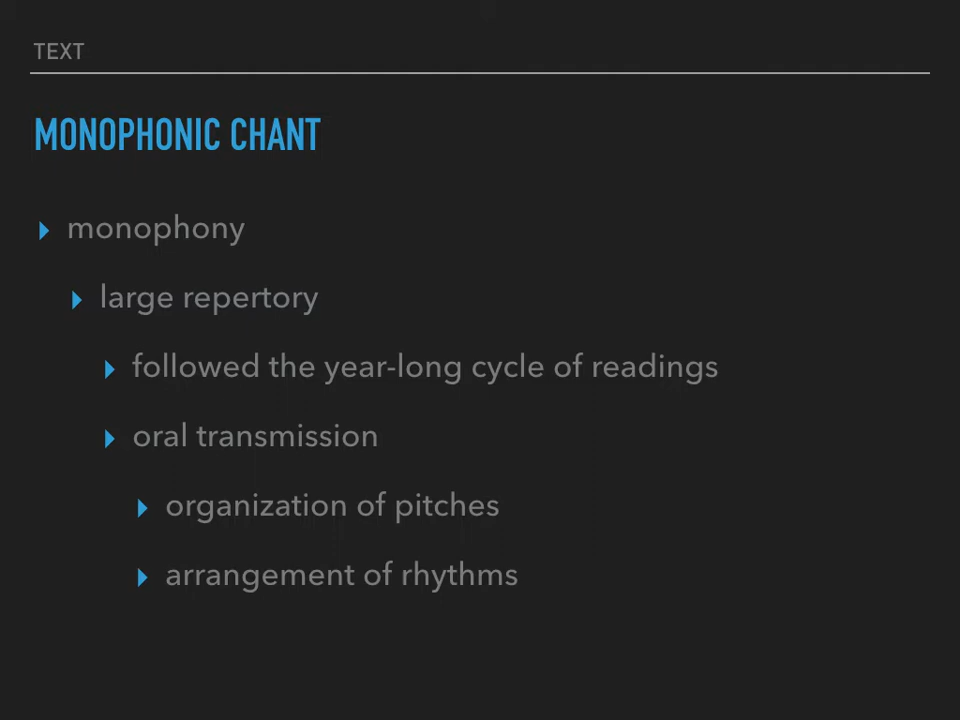 TEXT
MONOPHONIC CHANT
monophony
large repertory
followed the year-long cycle of readings
oral transmission
organization of pitches
arrangement of rhythms